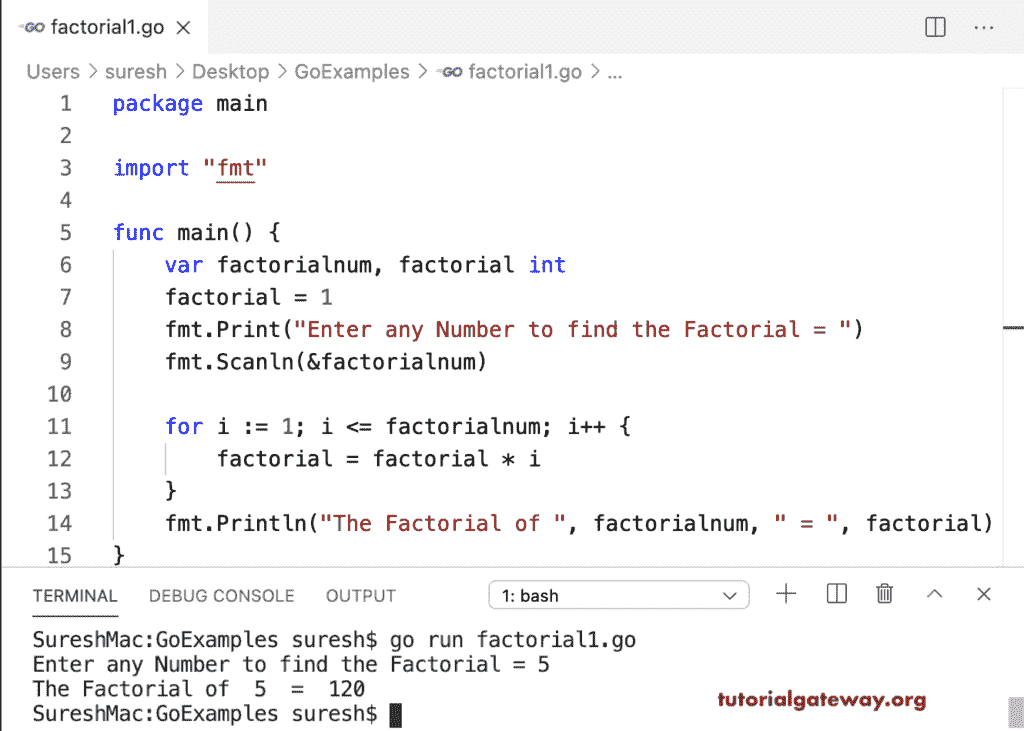 GO factorial1.go
Users > suresh > Desktop > GoExamples > GO factorial1.go > ...
1 package main
2
3 import "fmt"
4
5 func main() {
6     var factorialnum, factorial int
7     factorial = 1
8     fmt.Print("Enter any Number to find the Factorial = ")
9     fmt.Scanln(&factorialnum)
10
11     for i := 1; i <= factorialnum; i++ {
12         factorial = factorial * i
13     }
14     fmt.Println("The Factorial of ", factorialnum, " = ", factorial)
15 }
TERMINAL DEBUG CONSOLE OUTPUT 1: bash
SureshMac:GoExamples suresh$ go run factorial1.go
Enter any Number to find the Factorial = 5
The Factorial of  5  =  120
SureshMac:GoExamples suresh$
tutorialgateway.org